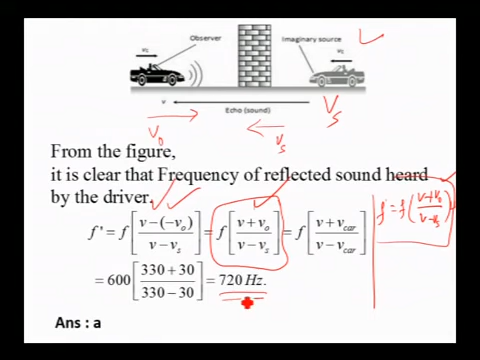 Observer
Imaginary source
v_c
v_c
v
Echo (sound)
V_s
V_o
V_s
From the figure,
it is clear that Frequency of reflected sound heard
by the driver,
f' = f[(v-(-v_o))/(v-v_s)] = f[(v+v_o)/(v-v_s)] = f[(v+v_car)/(v-v_car)]
f' = f((v+v_o)/(v-v_s))
= 600[(330+30)/(330-30)] = 720 Hz.
Ans : a